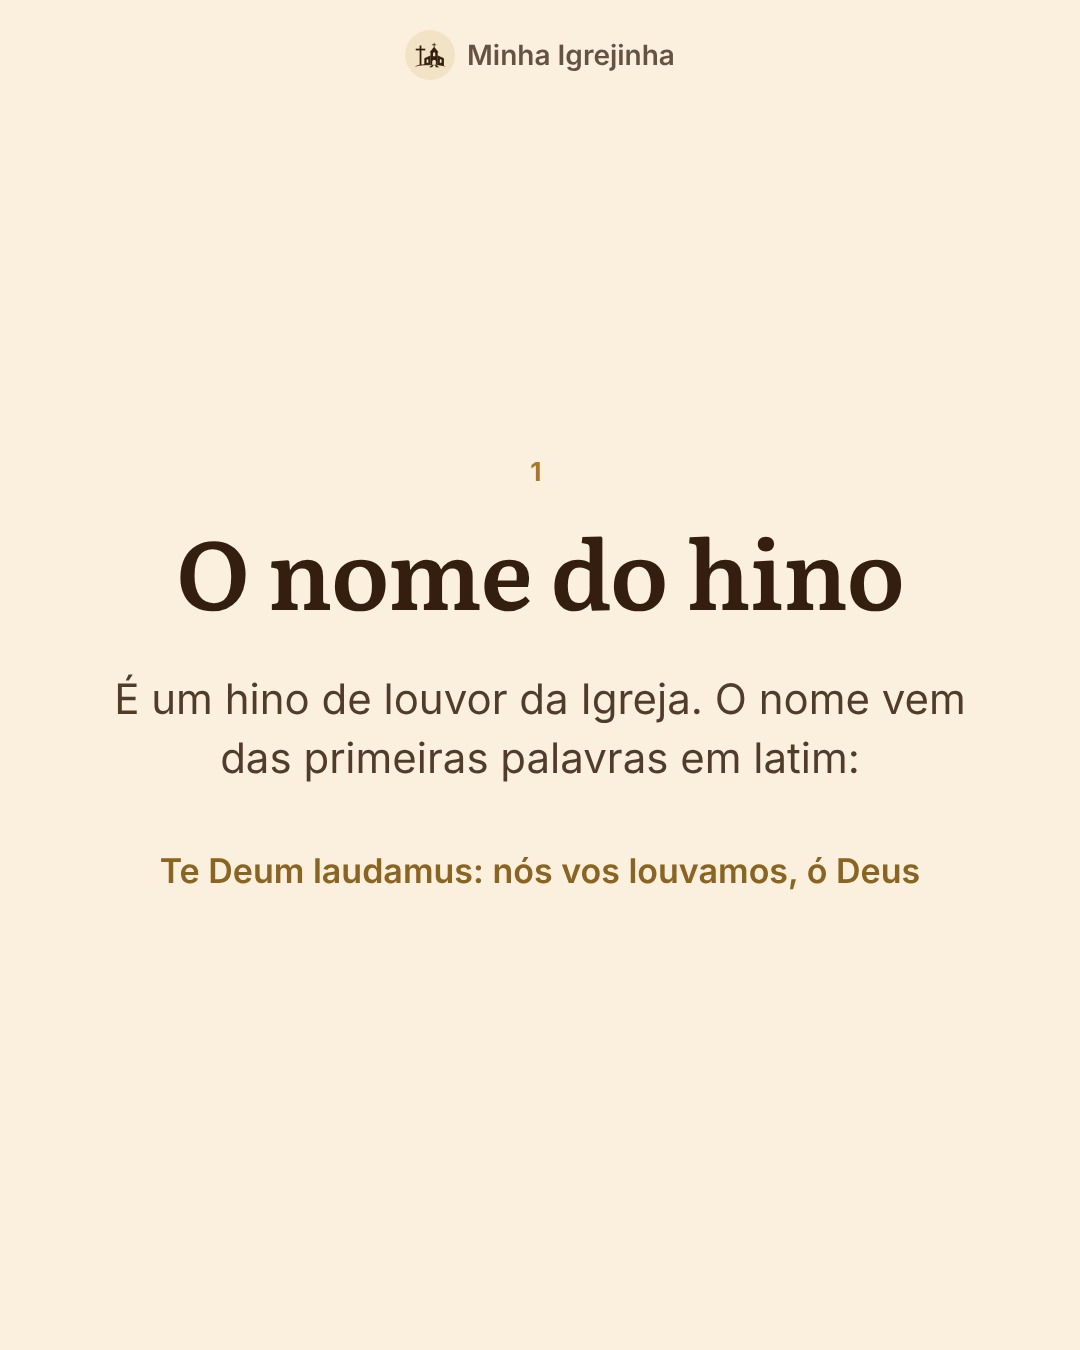 Minha Igrejinha
1
O nome do hino
É um hino de louvor da Igreja. O nome vem
das primeiras palavras em latim:
Te Deum laudamus: nós vos louvamos, ó Deus